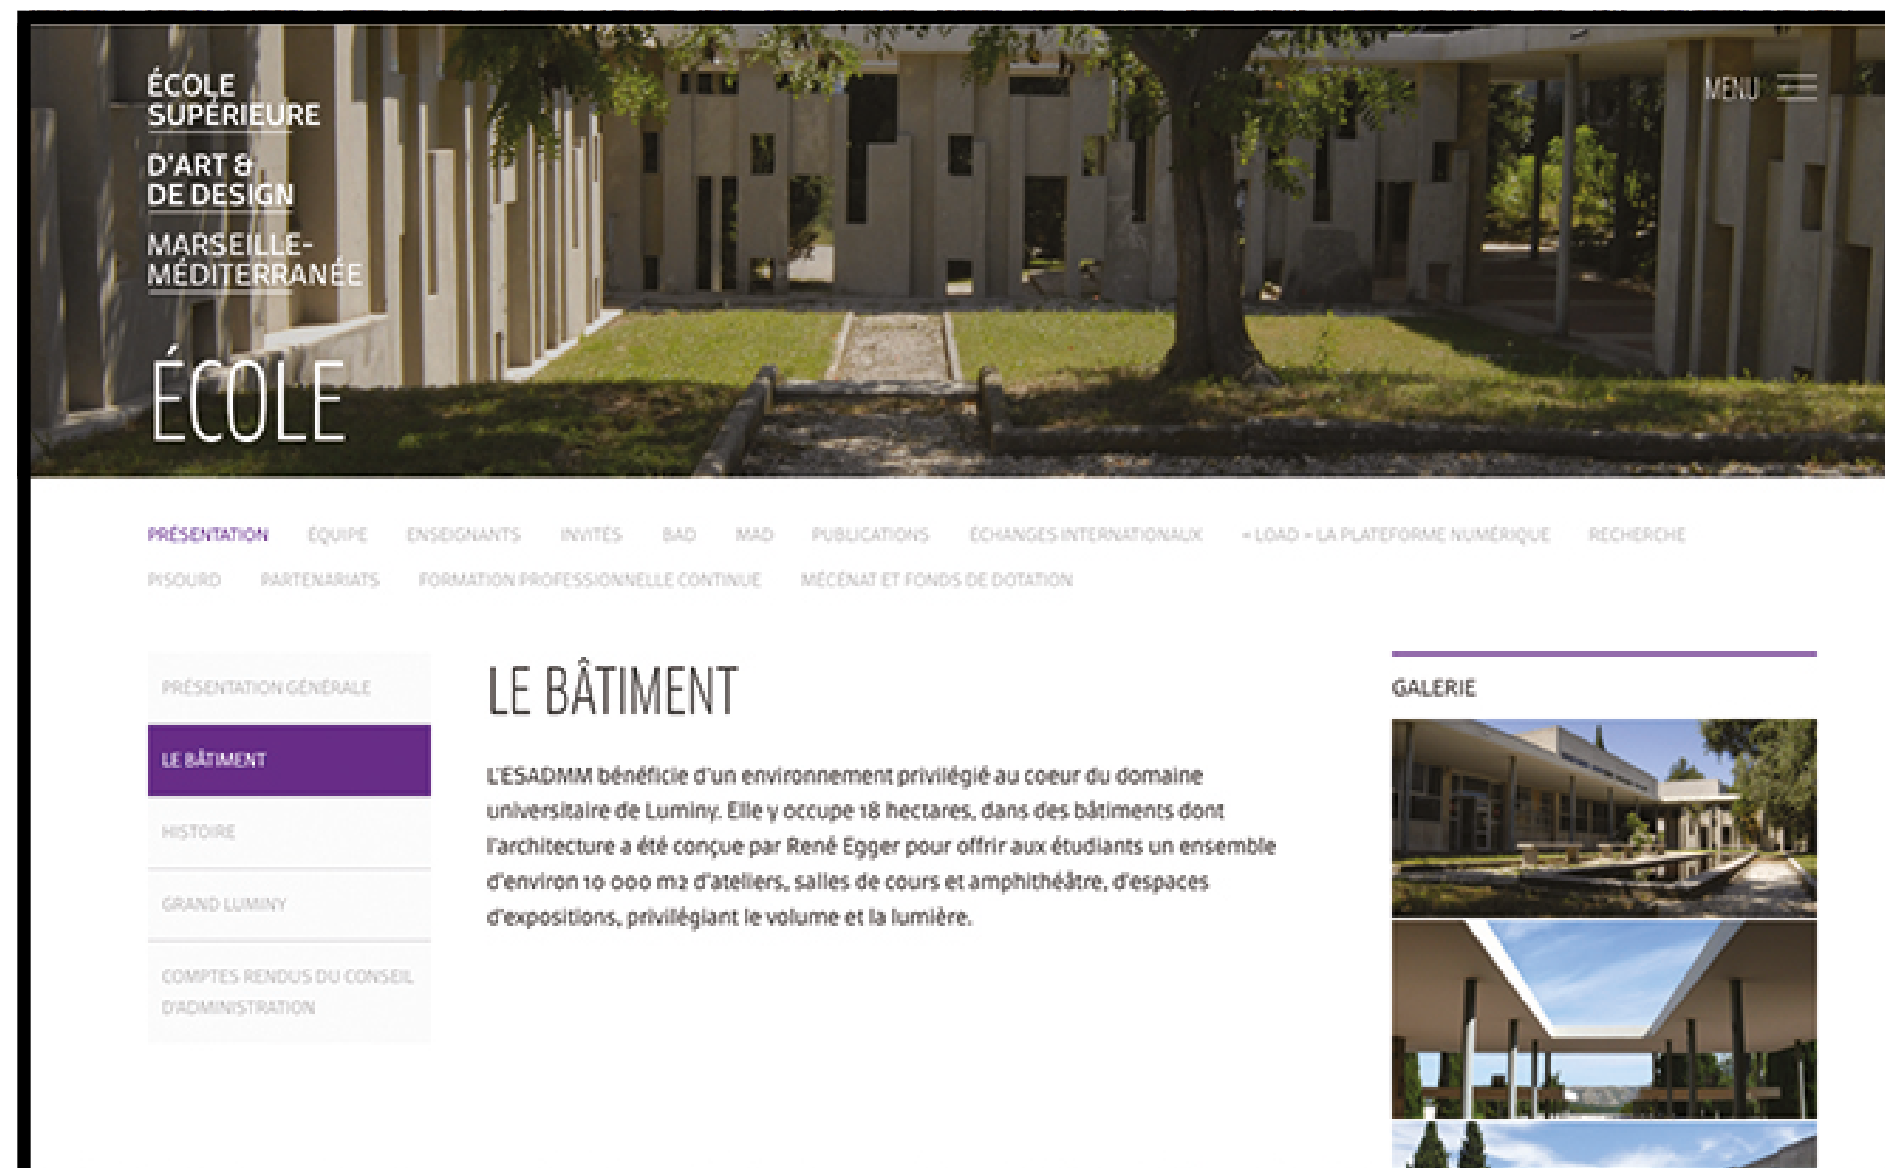 ÉCOLE
SUPÉRIEURE
D'ART &
DE DESIGN
MARSEILLE-
MÉDITERRANÉE
MENU
ÉCOLE
PRÉSENTATION ÉQUIPE ENSEIGNANTS INVITÉS BAD MAD PUBLICATIONS ÉCHANGES INTERNATIONAUX « LOAD » LA PLATEFORME NUMÉRIQUE RECHERCHE
PISOURD PARTENARIATS FORMATION PROFESSIONNELLE CONTINUE MÉCÉNAT ET FONDS DE DOTATION
PRÉSENTATION GÉNÉRALE
LE BÂTIMENT
HISTOIRE
GRAND LUMINY
COMPTES RENDUS DU CONSEIL
D'ADMINISTRATION
LE BÂTIMENT
L'ESADMM bénéficie d'un environnement privilégié au coeur du domaine
universitaire de Luminy. Elle y occupe 18 hectares, dans des bâtiments dont
l'architecture a été conçue par René Egger pour offrir aux étudiants un ensemble
d'environ 10 000 m2 d'ateliers, salles de cours et amphithéâtre, d'espaces
d'expositions, privilégiant le volume et la lumière.
GALERIE